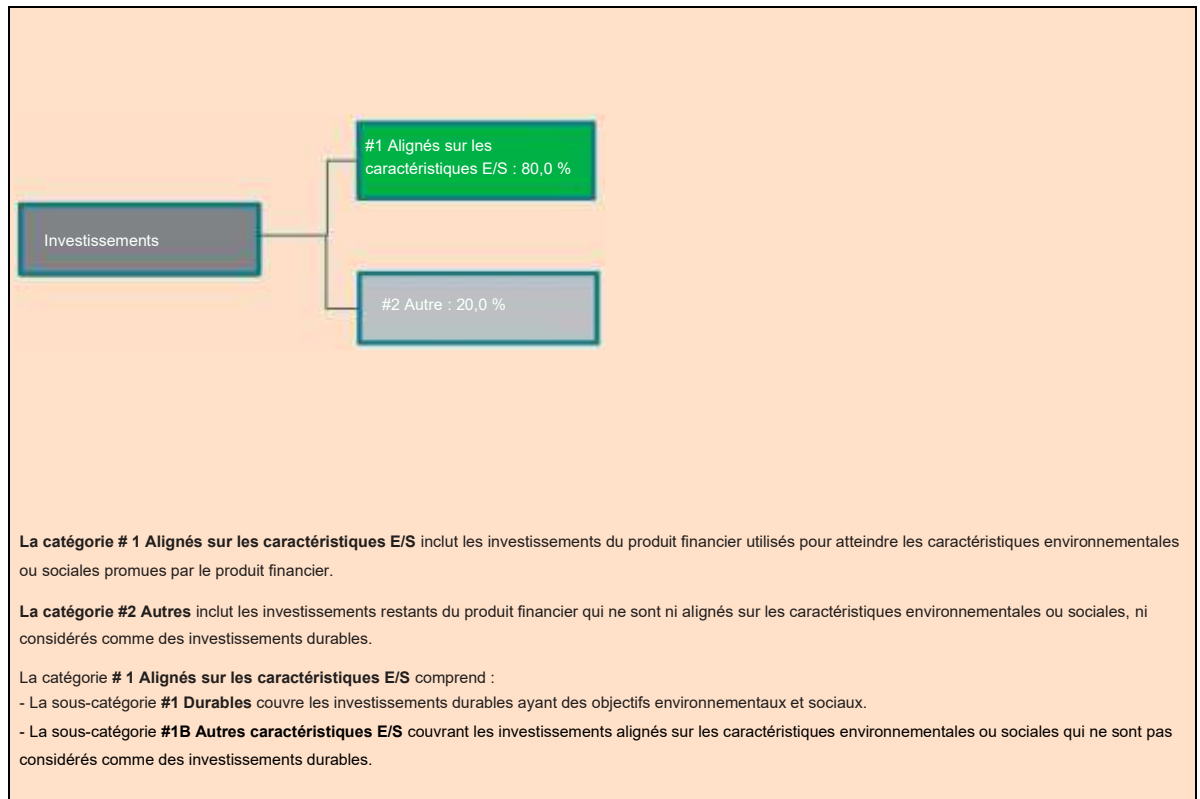 #1 Alignés sur les
caractéristiques E/S : 80,0 %
Investissements
#2 Autre : 20,0 %
La catégorie # 1 Alignés sur les caractéristiques E/S inclut les investissements du produit financier utilisés pour atteindre les caractéristiques environnementales
ou sociales promues par le produit financier.
La catégorie #2 Autres inclut les investissements restants du produit financier qui ne sont ni alignés sur les caractéristiques environnementales ou sociales, ni
considérés comme des investissements durables.
La catégorie # 1 Alignés sur les caractéristiques E/S comprend :
- La sous-catégorie #1 Durables couvre les investissements durables ayant des objectifs environnementaux et sociaux.
- La sous-catégorie #1B Autres caractéristiques E/S couvrant les investissements alignés sur les caractéristiques environnementales ou sociales qui ne sont pas
considérés comme des investissements durables.